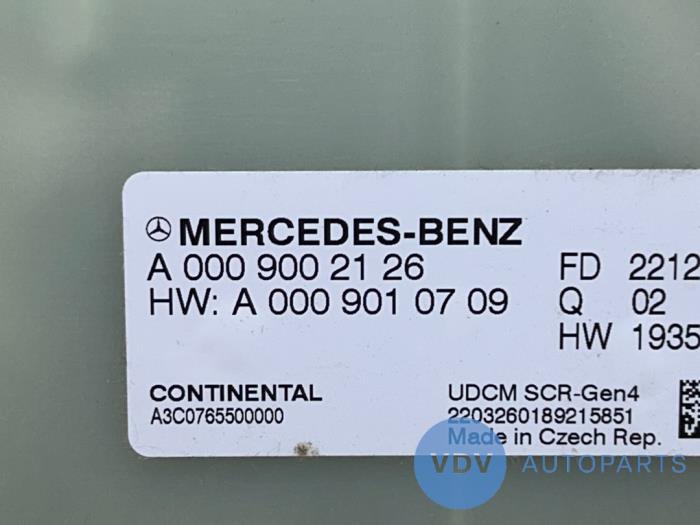 MERCEDES-BENZ
A 000 900 21 26 FD 2212
HW: A 000 901 07 09 Q 02
HW 1935
CONTINENTAL UDCM SCR-Gen4
A3C0765500000 2203260189215851
Made in Czech Rep.
VDV AUTOPARTS